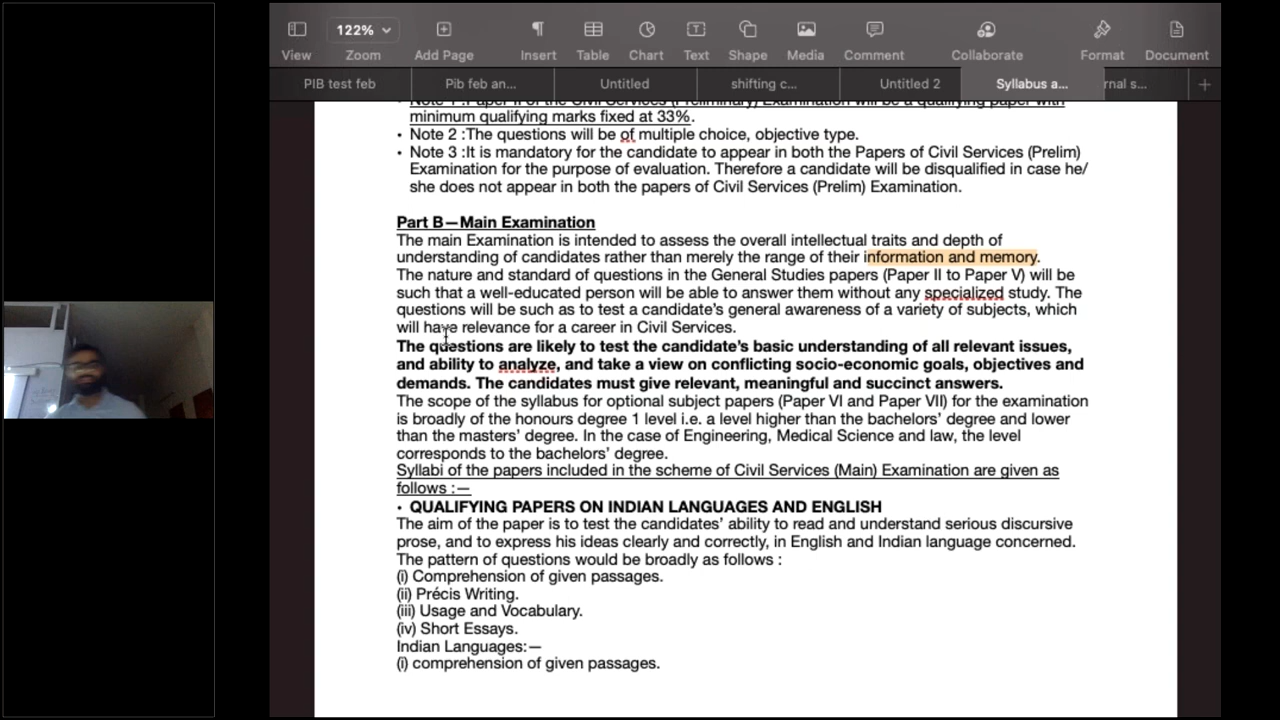 122%
View Zoom Add Page Insert Table Chart Text Shape Media Comment Collaborate Format Document
PIB test feb Pib feb an... Untitled shifting c... Untitled 2 Syllabus a... rnal s...
• Note 1 :Paper II of the Civil Services (Preliminary) Examination will be a qualifying paper with
minimum qualifying marks fixed at 33%.
• Note 2 :The questions will be of multiple choice, objective type.
• Note 3 :It is mandatory for the candidate to appear in both the Papers of Civil Services (Prelim)
Examination for the purpose of evaluation. Therefore a candidate will be disqualified in case he/
she does not appear in both the papers of Civil Services (Prelim) Examination.
Part B—Main Examination
The main Examination is intended to assess the overall intellectual traits and depth of
understanding of candidates rather than merely the range of their information and memory.
The nature and standard of questions in the General Studies papers (Paper II to Paper V) will be
such that a well-educated person will be able to answer them without any specialized study. The
questions will be such as to test a candidate’s general awareness of a variety of subjects, which
will have relevance for a career in Civil Services.
The questions are likely to test the candidate’s basic understanding of all relevant issues,
and ability to analyze, and take a view on conflicting socio-economic goals, objectives and
demands. The candidates must give relevant, meaningful and succinct answers.
The scope of the syllabus for optional subject papers (Paper VI and Paper VII) for the examination
is broadly of the honours degree 1 level i.e. a level higher than the bachelors’ degree and lower
than the masters’ degree. In the case of Engineering, Medical Science and law, the level
corresponds to the bachelors’ degree.
Syllabi of the papers included in the scheme of Civil Services (Main) Examination are given as
follows :—
• QUALIFYING PAPERS ON INDIAN LANGUAGES AND ENGLISH
The aim of the paper is to test the candidates’ ability to read and understand serious discursive
prose, and to express his ideas clearly and correctly, in English and Indian language concerned.
The pattern of questions would be broadly as follows :
(i) Comprehension of given passages.
(ii) Précis Writing.
(iii) Usage and Vocabulary.
(iv) Short Essays.
Indian Languages:—
(i) comprehension of given passages.